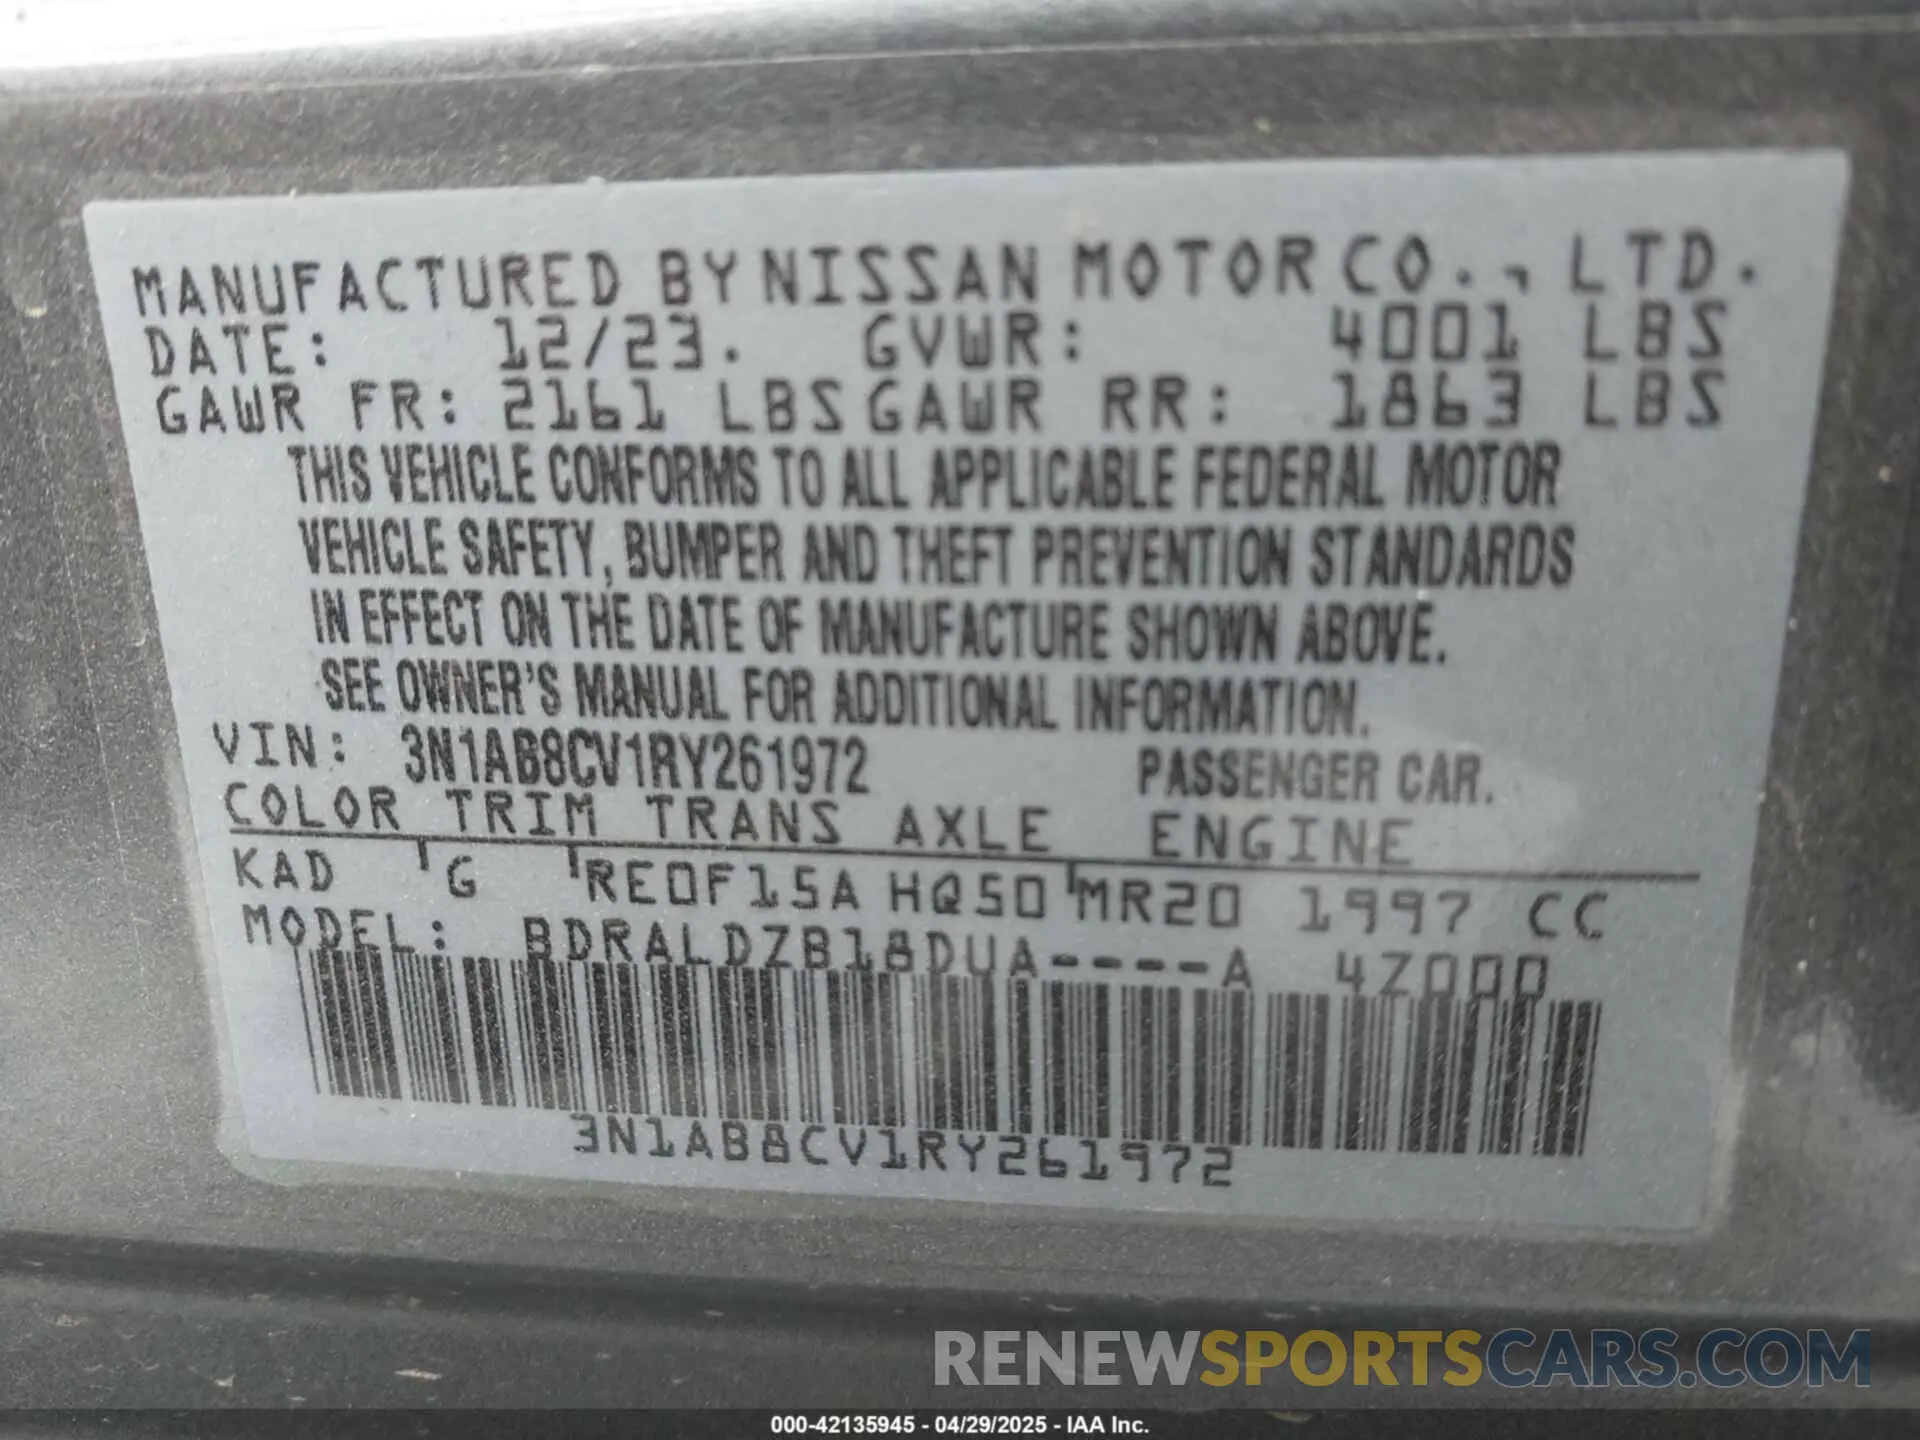 MANUFACTURED BY NISSAN MOTOR CO., LTD.
DATE: 12/23. GVWR: 4001 LBS
GAWR FR: 2161 LBS GAWR RR: 1863 LBS
THIS VEHICLE CONFORMS TO ALL APPLICABLE FEDERAL MOTOR
VEHICLE SAFETY, BUMPER AND THEFT PREVENTION STANDARDS
IN EFFECT ON THE DATE OF MANUFACTURE SHOWN ABOVE.
SEE OWNER'S MANUAL FOR ADDITIONAL INFORMATION.
VIN: 3N1AB8CV1RY261972 PASSENGER CAR.
COLOR TRIM TRANS AXLE ENGINE
KAD G RE0F15A HQ50 MR20 1997 CC
MODEL: BDRALDZB18DUA----A 4Z000
3N1AB8CV1RY261972
RENEWSPORTSCARS.COM
000-42135945 - 04/29/2025 - IAA Inc.